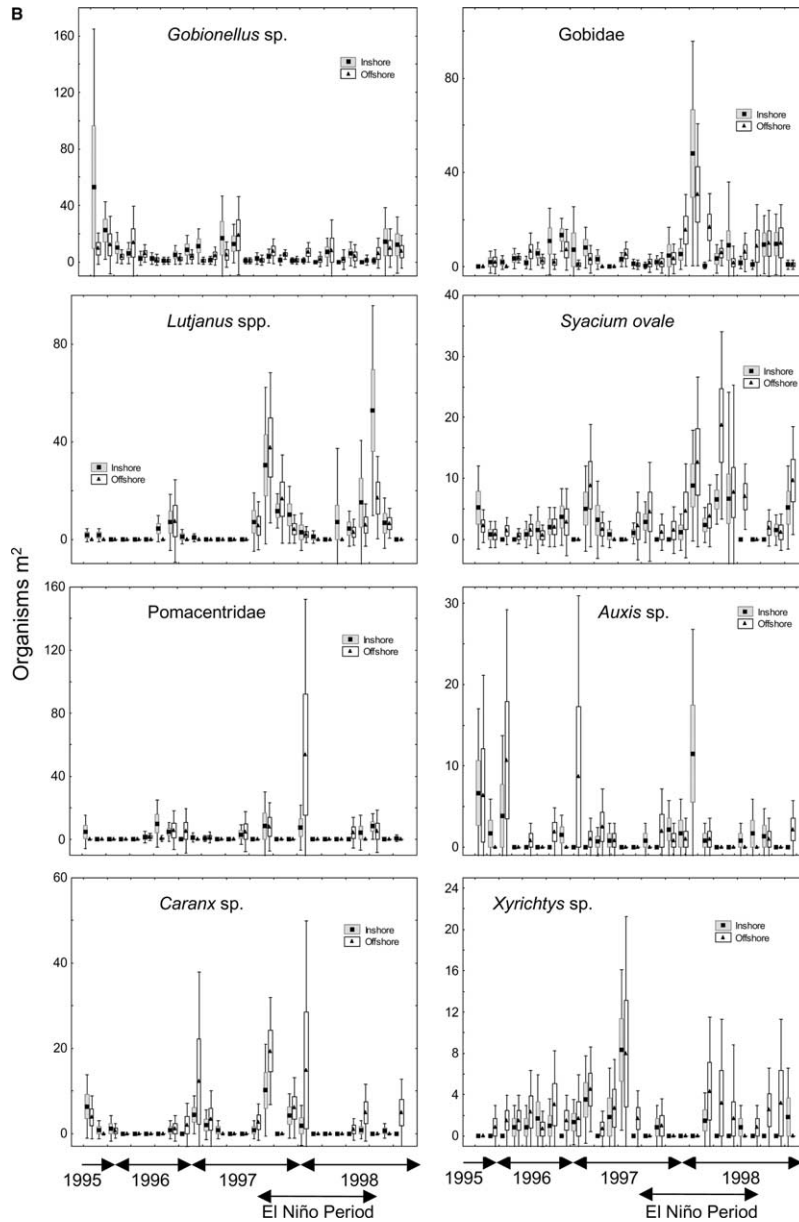 B
Gobionellus sp.
160
120
80
40
20
0
Inshore
Offshore
Gobidae
80
40
0
Inshore
Offshore
Lutjanus spp.
80
40
0
Inshore
Offshore
Syacium ovale
40
30
20
10
0
Inshore
Offshore
Organisms m²
Pomacentridae
160
120
80
40
20
0
Inshore
Offshore
Auxis sp.
30
20
10
0
Inshore
Offshore
Caranx sp.
60
40
20
0
Inshore
Offshore
Xyrichtys sp.
24
20
16
12
8
4
0
Inshore
Offshore
1995 1996 1997 1998
El Niño Period
1995 1996 1997 1998
El Niño Period